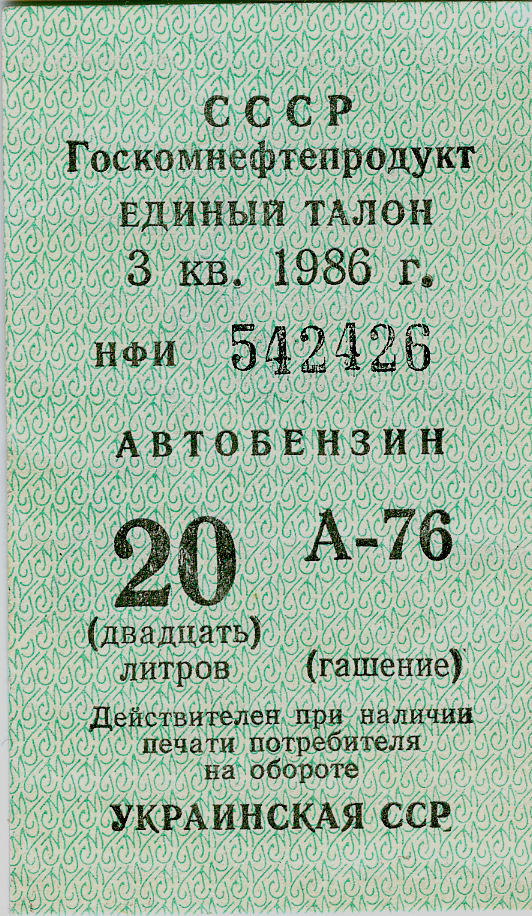 СССР
Госкомнефтепродукт
ЕДИНЫЙ ТАЛОН
3 кв. 1986 г.
НФИ 542426
АВТОБЕНЗИН
20 А-76
(двадцать)
литров (гашение)
Действителен при наличии
печати потребителя
на обороте
УКРАИНСКАЯ ССР